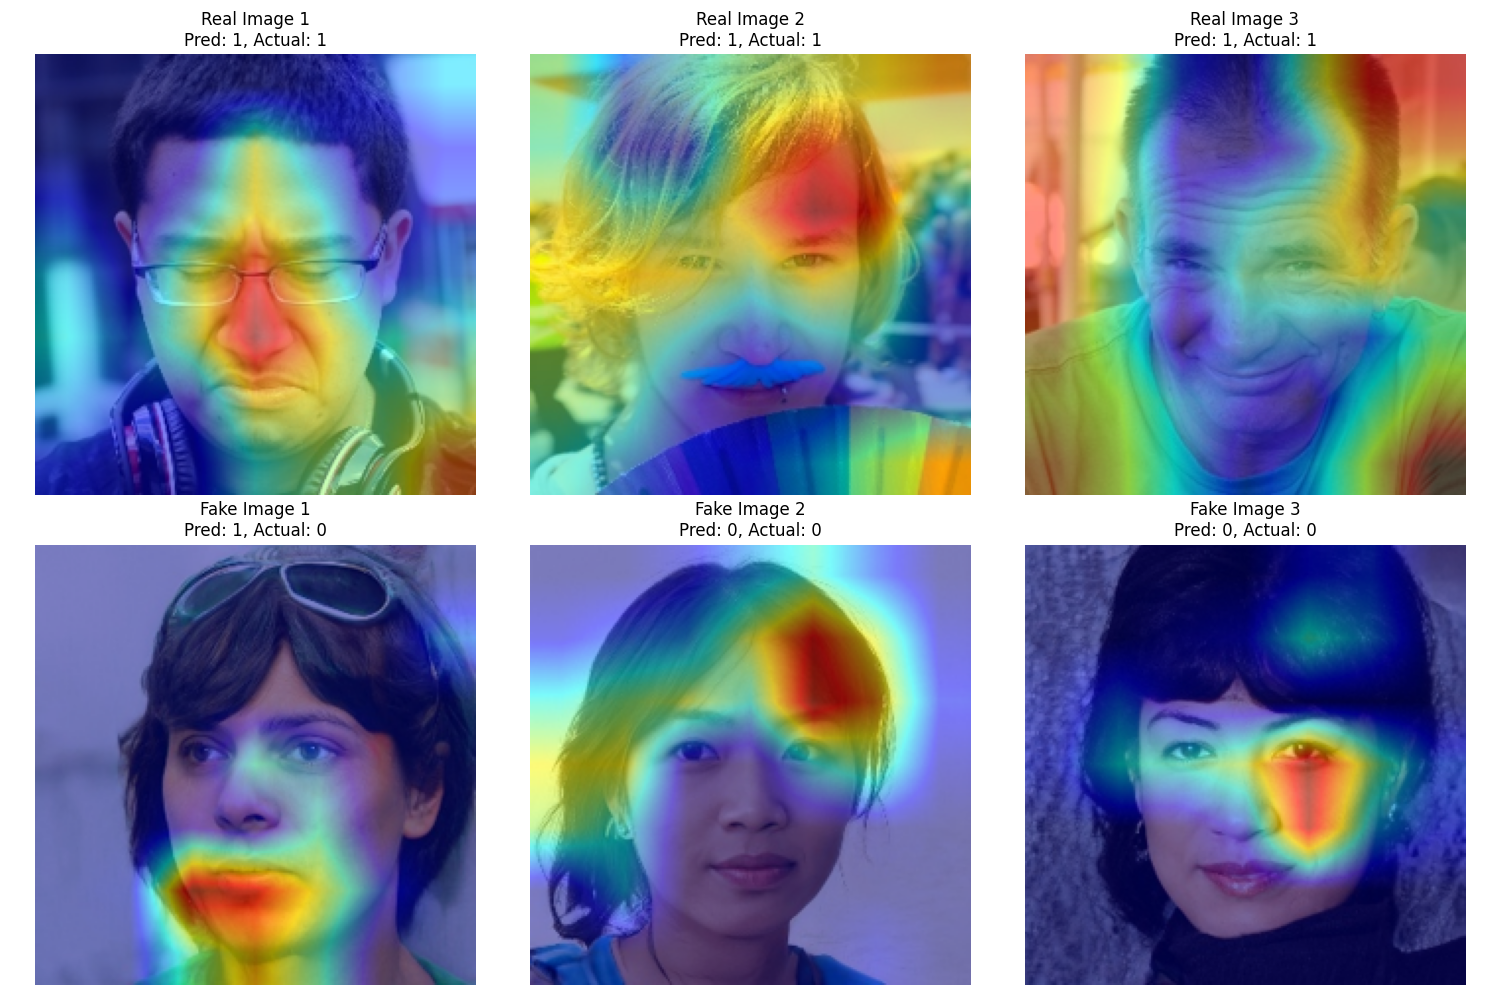 Real Image 1
Pred: 1, Actual: 1
Real Image 2
Pred: 1, Actual: 1
Real Image 3
Pred: 1, Actual: 1
Fake Image 1
Pred: 1, Actual: 0
Fake Image 2
Pred: 0, Actual: 0
Fake Image 3
Pred: 0, Actual: 0